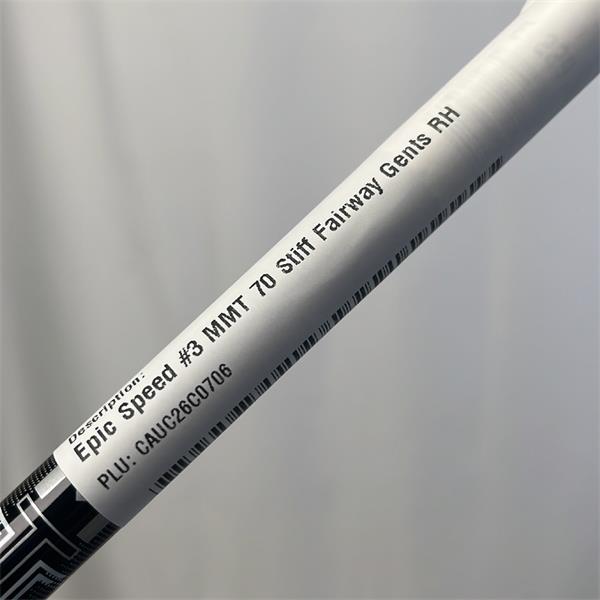 Description:
Epic Speed #3 MMT 70 Stiff Fairway Gents RH
PLU: CAUC26C0706